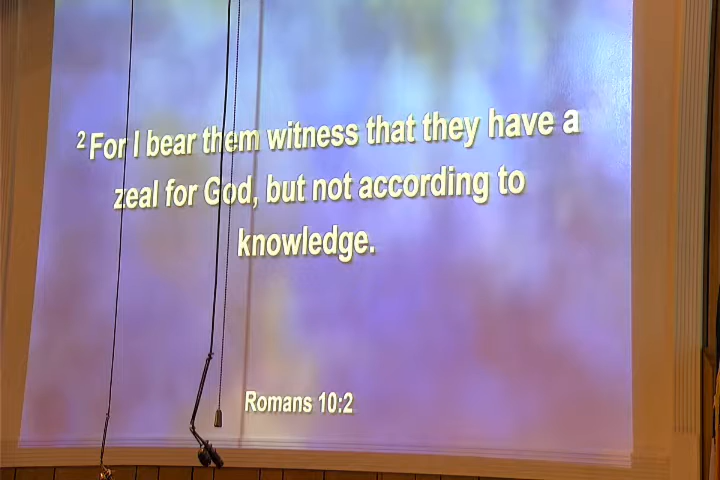 2 For I bear them witness that they have a
zeal for God, but not according to
knowledge.
Romans 10:2